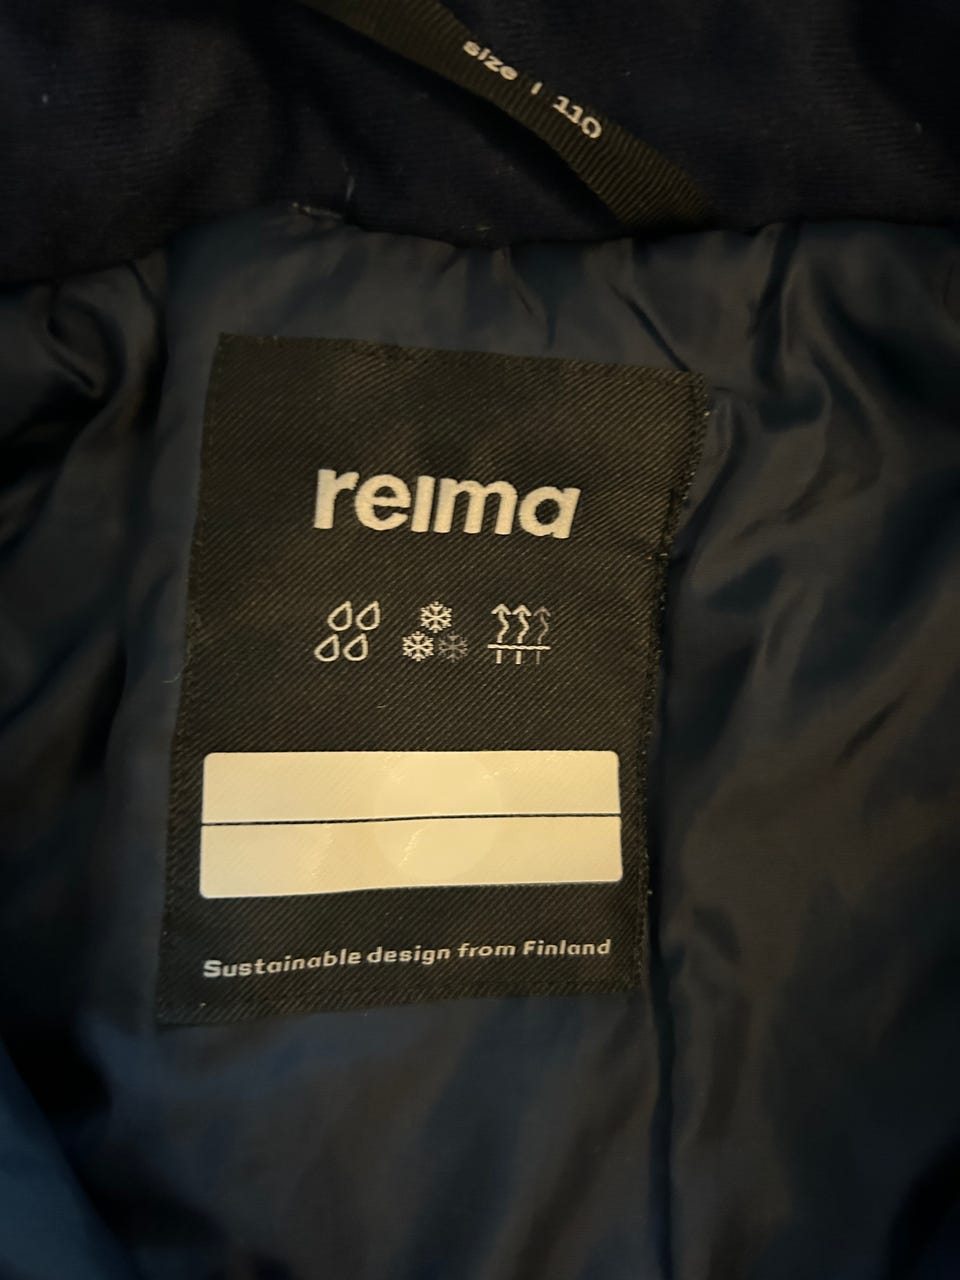 size | 110
reima
Sustainable design from Finland